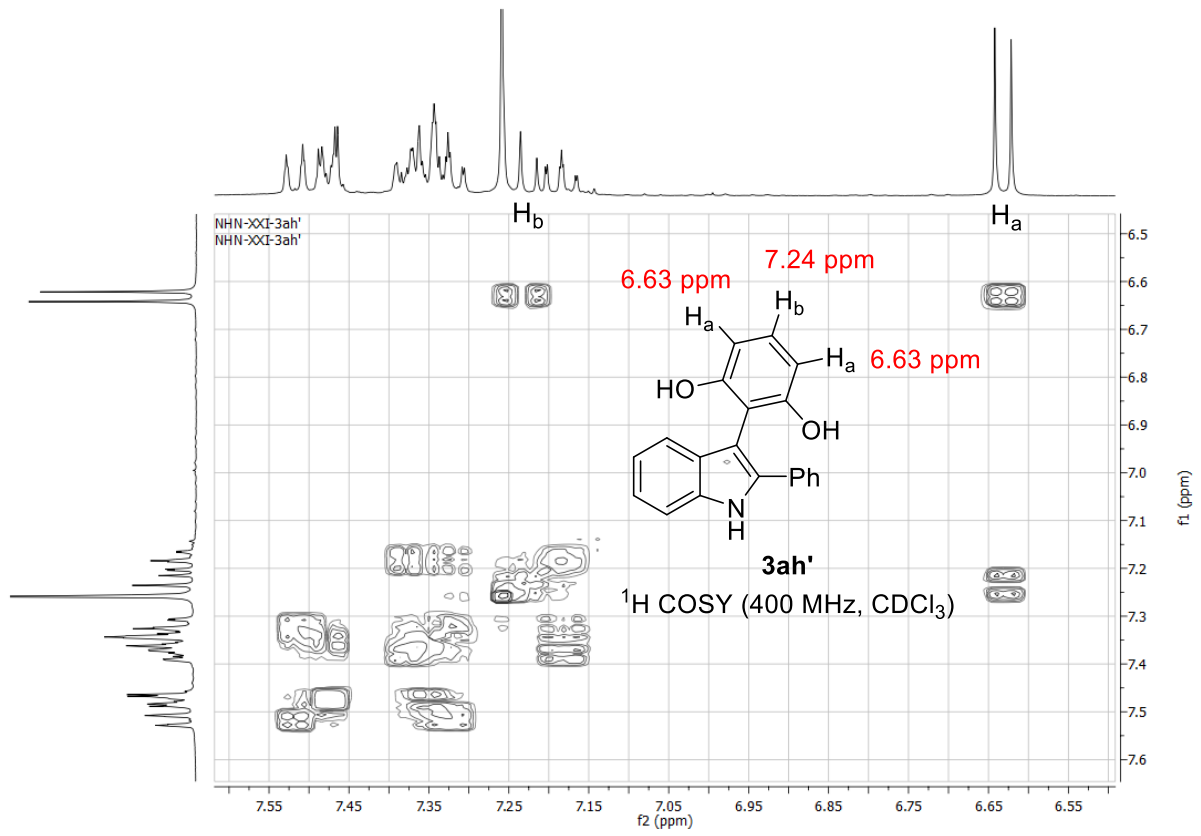 H_b
H_a
NHN-XXI-3ah'
NHN-XXI-3ah'
7.24 ppm
6.63 ppm
H_b
H_a
H_a 6.63 ppm
HO
OH
Ph
N
H
3ah'
¹H COSY (400 MHz, CDCl₃)
6.5
6.6
6.7
6.8
6.9
7.0
7.1
7.2
7.3
7.4
7.5
7.6
f1 (ppm)
7.55 7.45 7.35 7.25 7.15 7.05 6.95 6.85 6.75 6.65 6.55
f2 (ppm)